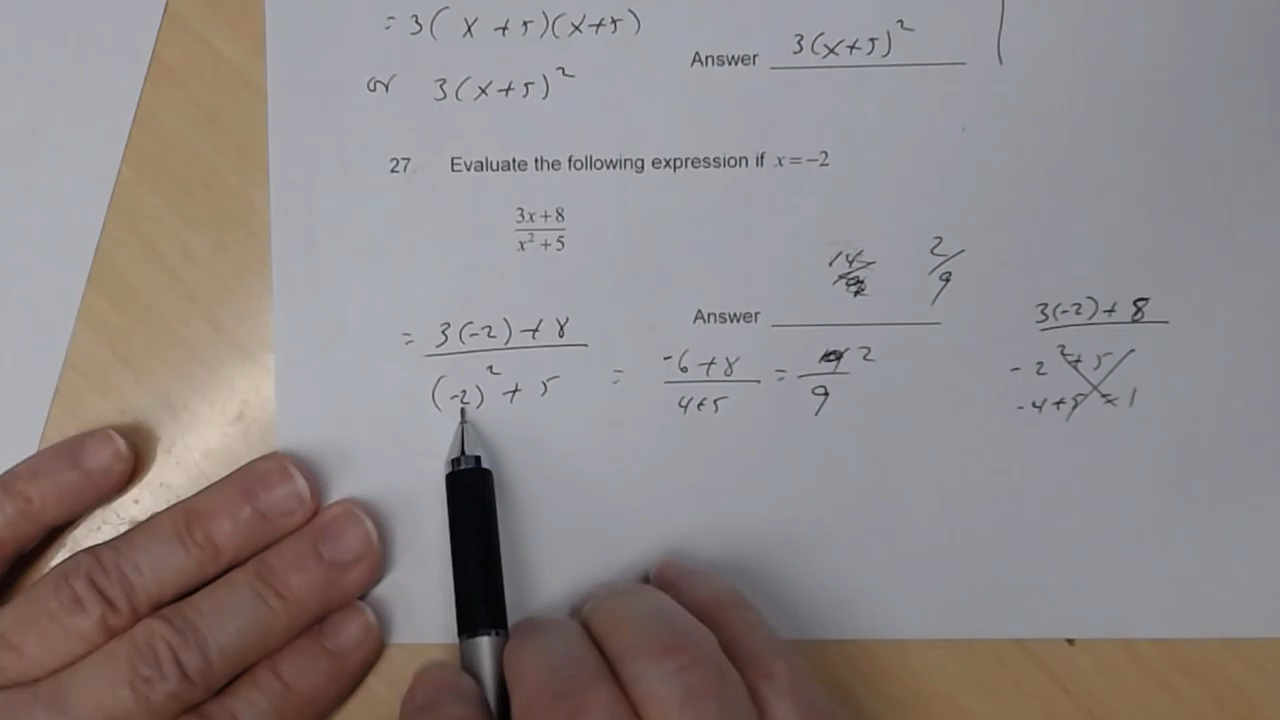 = 3( x + 5)(x+5)
Answer 3(x+5)²
or 3(x+5)²
27. Evaluate the following expression if x = −2
3x+8
x² + 5
14/ 2/9
Answer
= 3(-2) + 8
(-2)² + 5
= -6 + 8
4+5
= 2
9
3(-2) + 8
-2² + 5
-4+5 = 1